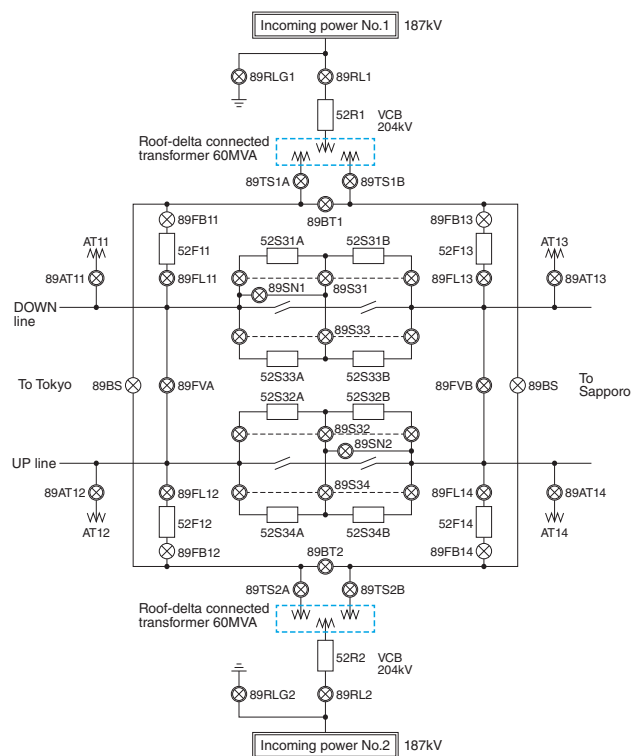 Incoming power No.1 187kV
89RLG1 89RL1
52R1 VCB
204kV
Roof-delta connected
transformer 60MVA
89TS1A 89TS1B
89FB11 89BT1 89FB13
AT11 52F11 52S31A 52S31B 52F13 AT13
89AT11 89FL11 89S31 89FL13 89AT13
89SN1
DOWN
line
89S33
52S33A 52S33B
To Tokyo 89BS 89FVA 89FVB 89BS To
Sapporo
52S32A 52S32B
89S32
89SN2
UP line
89AT12 89FL12 89S34 89FL14 89AT14
AT12 52F12 52S34A 52S34B 52F14 AT14
89FB12 89BT2 89FB14
89TS2A 89TS2B
Roof-delta connected
transformer 60MVA
52R2 VCB
204kV
89RLG2 89RL2
Incoming power No.2 187kV